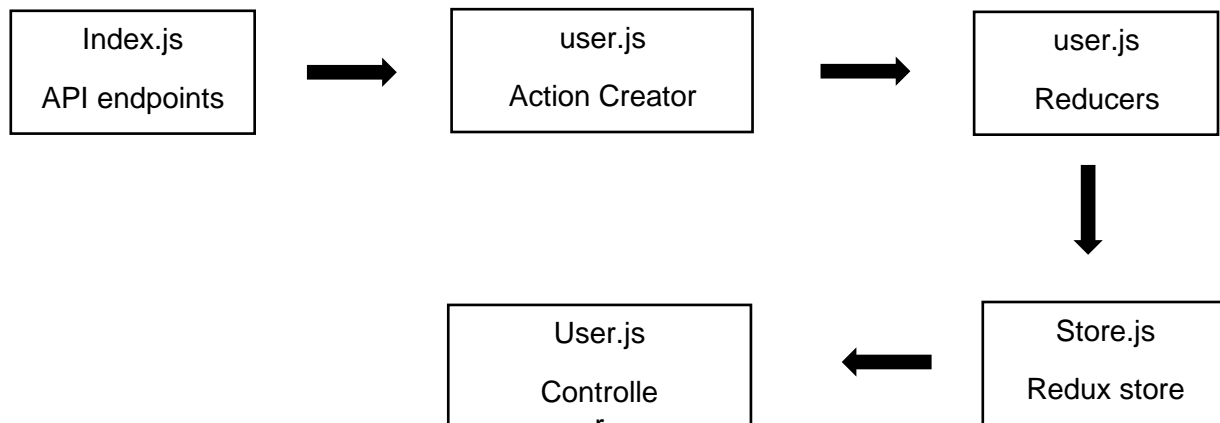 Index.js
API endpoints
user.js
Action Creator
user.js
Reducers
Store.js
Redux store
User.js
Controlle
r